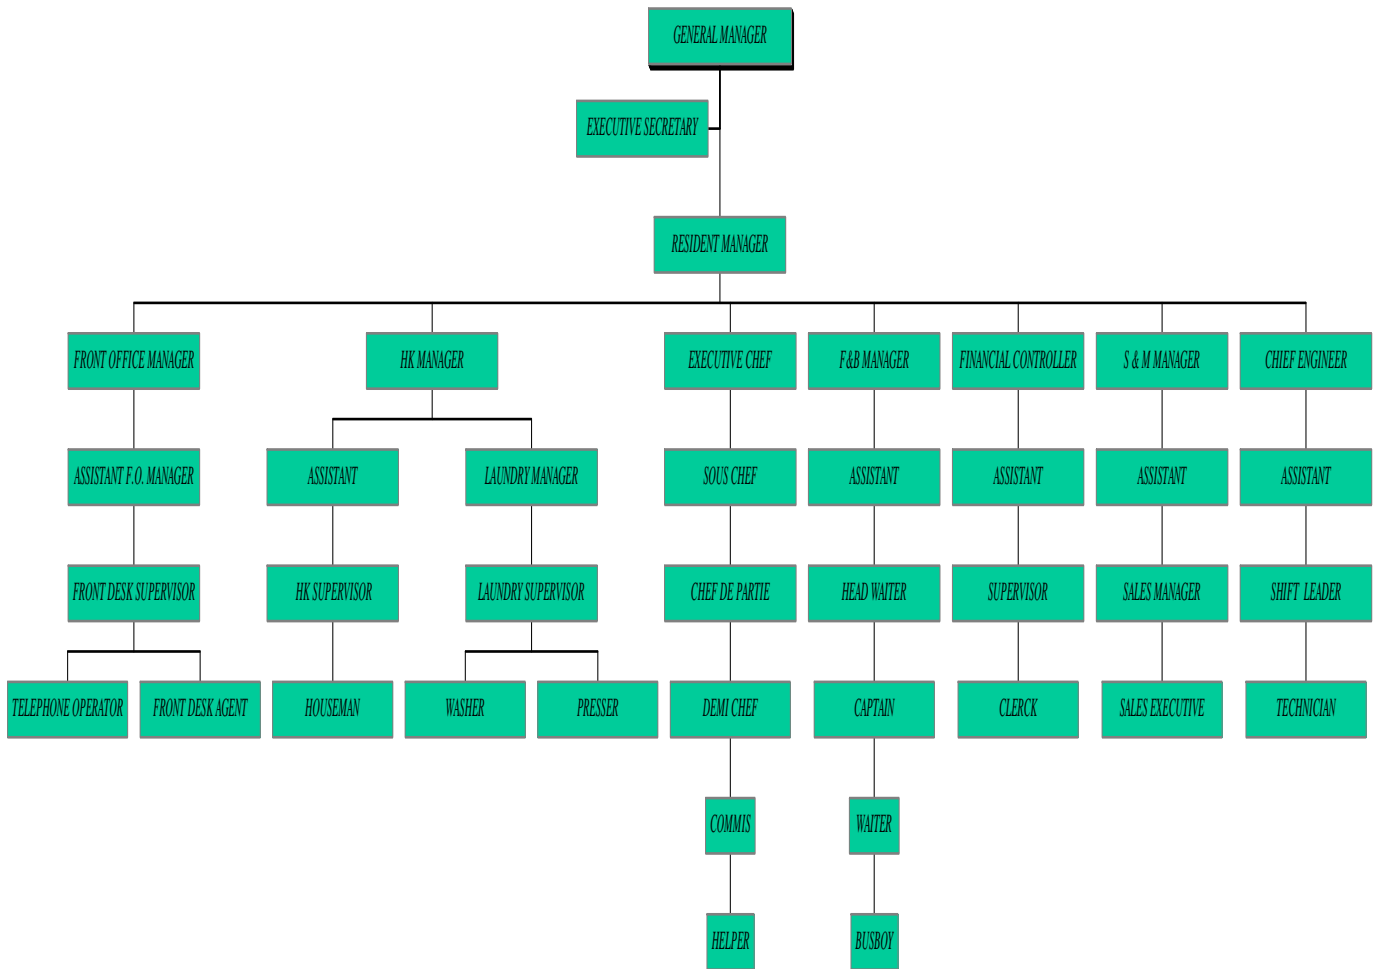 GENERAL MANAGER
EXECUTIVE SECRETARY
RESIDENT MANAGER
FRONT OFFICE MANAGER
HK MANAGER
EXECUTIVE CHEF
F&B MANAGER
FINANCIAL CONTROLLER
S & M MANAGER
CHIEF ENGINEER
ASSISTANT F.O. MANAGER
ASSISTANT
LAUNDRY MANAGER
SOUS CHEF
ASSISTANT
ASSISTANT
ASSISTANT
ASSISTANT
FRONT DESK SUPERVISOR
HK SUPERVISOR
LAUNDRY SUPERVISOR
CHEF DE PARTIE
HEAD WAITER
SUPERVISOR
SALES MANAGER
SHIFT LEADER
TELEPHONE OPERATOR
FRONT DESK AGENT
HOUSEMAN
WASHER
PRESSER
DEMI CHEF
CAPTAIN
CLERCK
SALES EXECUTIVE
TECHNICIAN
COMMIS
WAITER
HELPER
BUSBOY